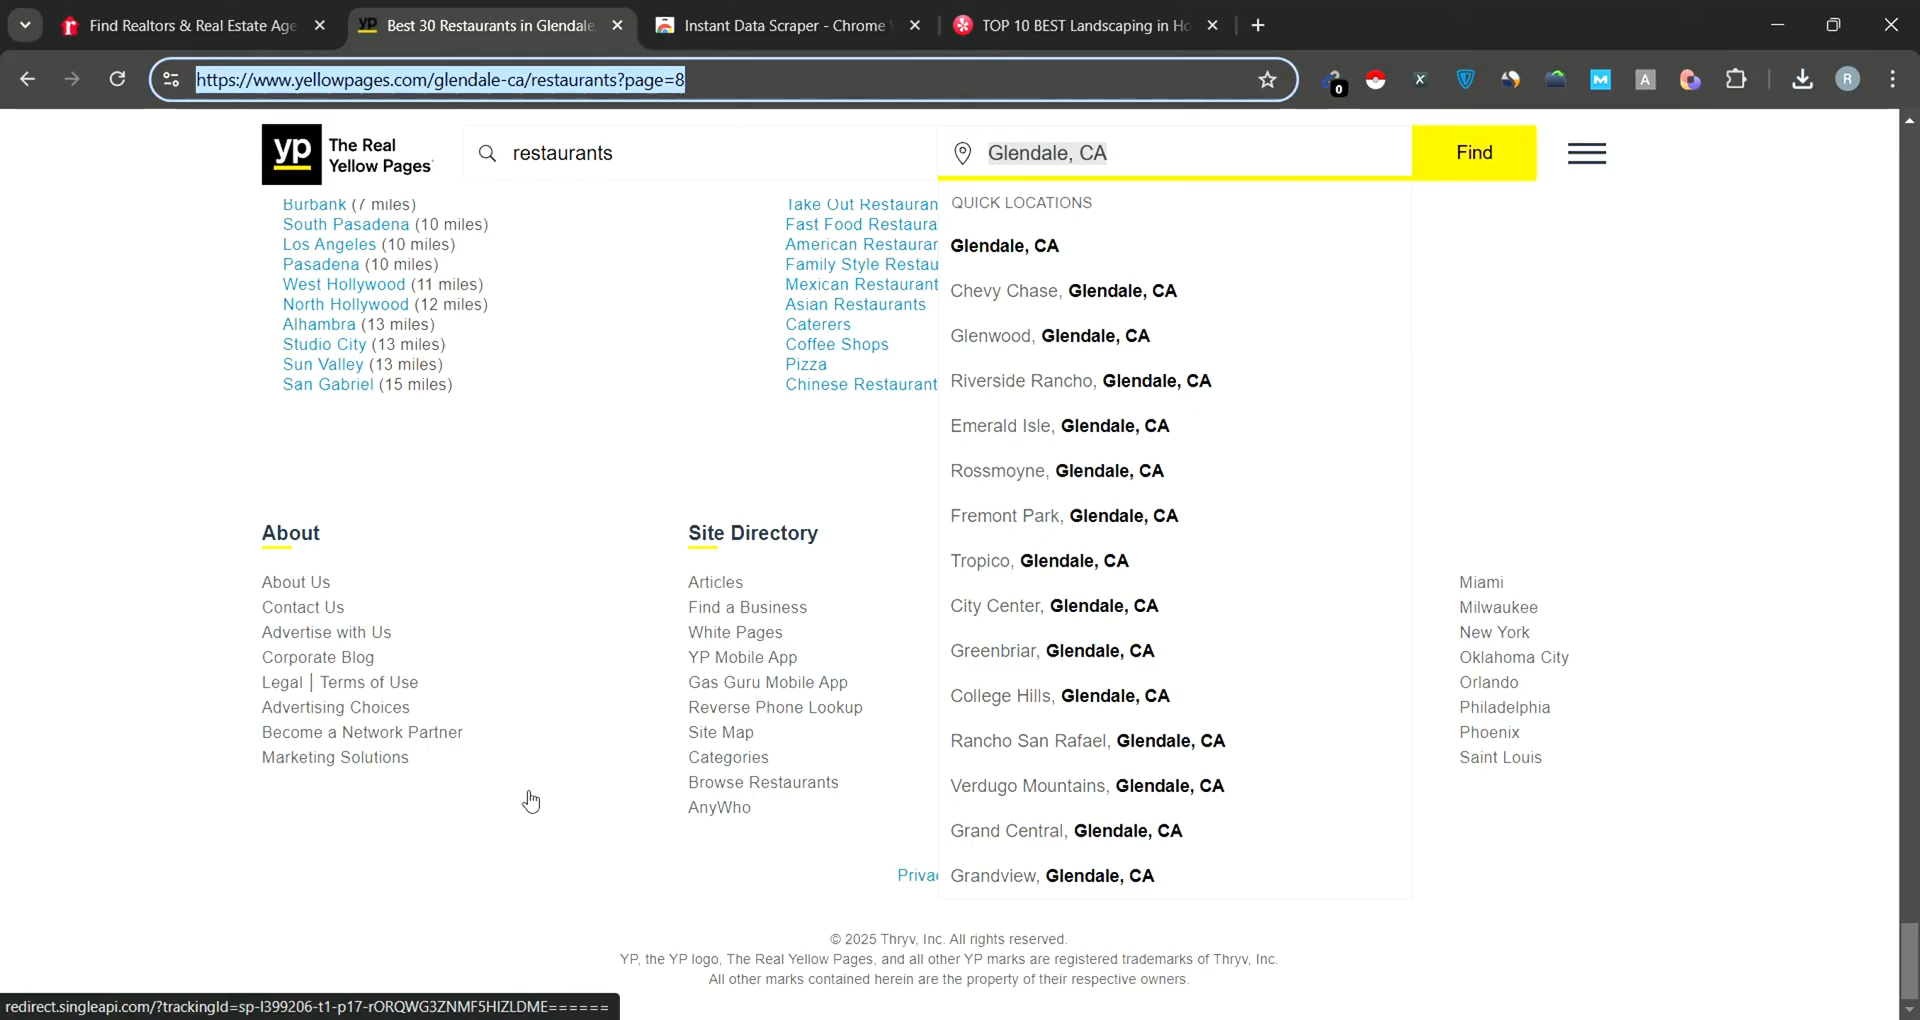 Find Realtors & Real Estate Age
Best 30 Restaurants in Glendale
Instant Data Scraper - Chrome
TOP 10 BEST Landscaping in Ho
https://www.yellowpages.com/glendale-ca/restaurants?page=8
0
X
M
A
R
yp
The Real
Yellow Pages
restaurants
Glendale, CA
Find
Burbank (7 miles)
South Pasadena (10 miles)
Los Angeles (10 miles)
Pasadena (10 miles)
West Hollywood (11 miles)
North Hollywood (12 miles)
Alhambra (13 miles)
Studio City (13 miles)
Sun Valley (13 miles)
San Gabriel (15 miles)
Take Out Restauran
Fast Food Restaura
American Restauran
Family Style Restau
Mexican Restaurant
Asian Restaurants
Caterers
Coffee Shops
Pizza
Chinese Restaurant
QUICK LOCATIONS
Glendale, CA
Chevy Chase, Glendale, CA
Glenwood, Glendale, CA
Riverside Rancho, Glendale, CA
Emerald Isle, Glendale, CA
Rossmoyne, Glendale, CA
Fremont Park, Glendale, CA
Tropico, Glendale, CA
City Center, Glendale, CA
Greenbriar, Glendale, CA
College Hills, Glendale, CA
Rancho San Rafael, Glendale, CA
Verdugo Mountains, Glendale, CA
Grand Central, Glendale, CA
Grandview, Glendale, CA
About
About Us
Contact Us
Advertise with Us
Corporate Blog
Legal | Terms of Use
Advertising Choices
Become a Network Partner
Marketing Solutions
Site Directory
Articles
Find a Business
White Pages
YP Mobile App
Gas Guru Mobile App
Reverse Phone Lookup
Site Map
Categories
Browse Restaurants
AnyWho
Miami
Milwaukee
New York
Oklahoma City
Orlando
Philadelphia
Phoenix
Saint Louis
Privac
© 2025 Thryv, Inc. All rights reserved.
YP, the YP logo, The Real Yellow Pages, and all other YP marks are registered trademarks of Thryv, Inc.
All other marks contained herein are the property of their respective owners.
redirect.singleapi.com/?trackingId=sp-I399206-t1-p17-rORQWG3ZNMF5HIZLDME======